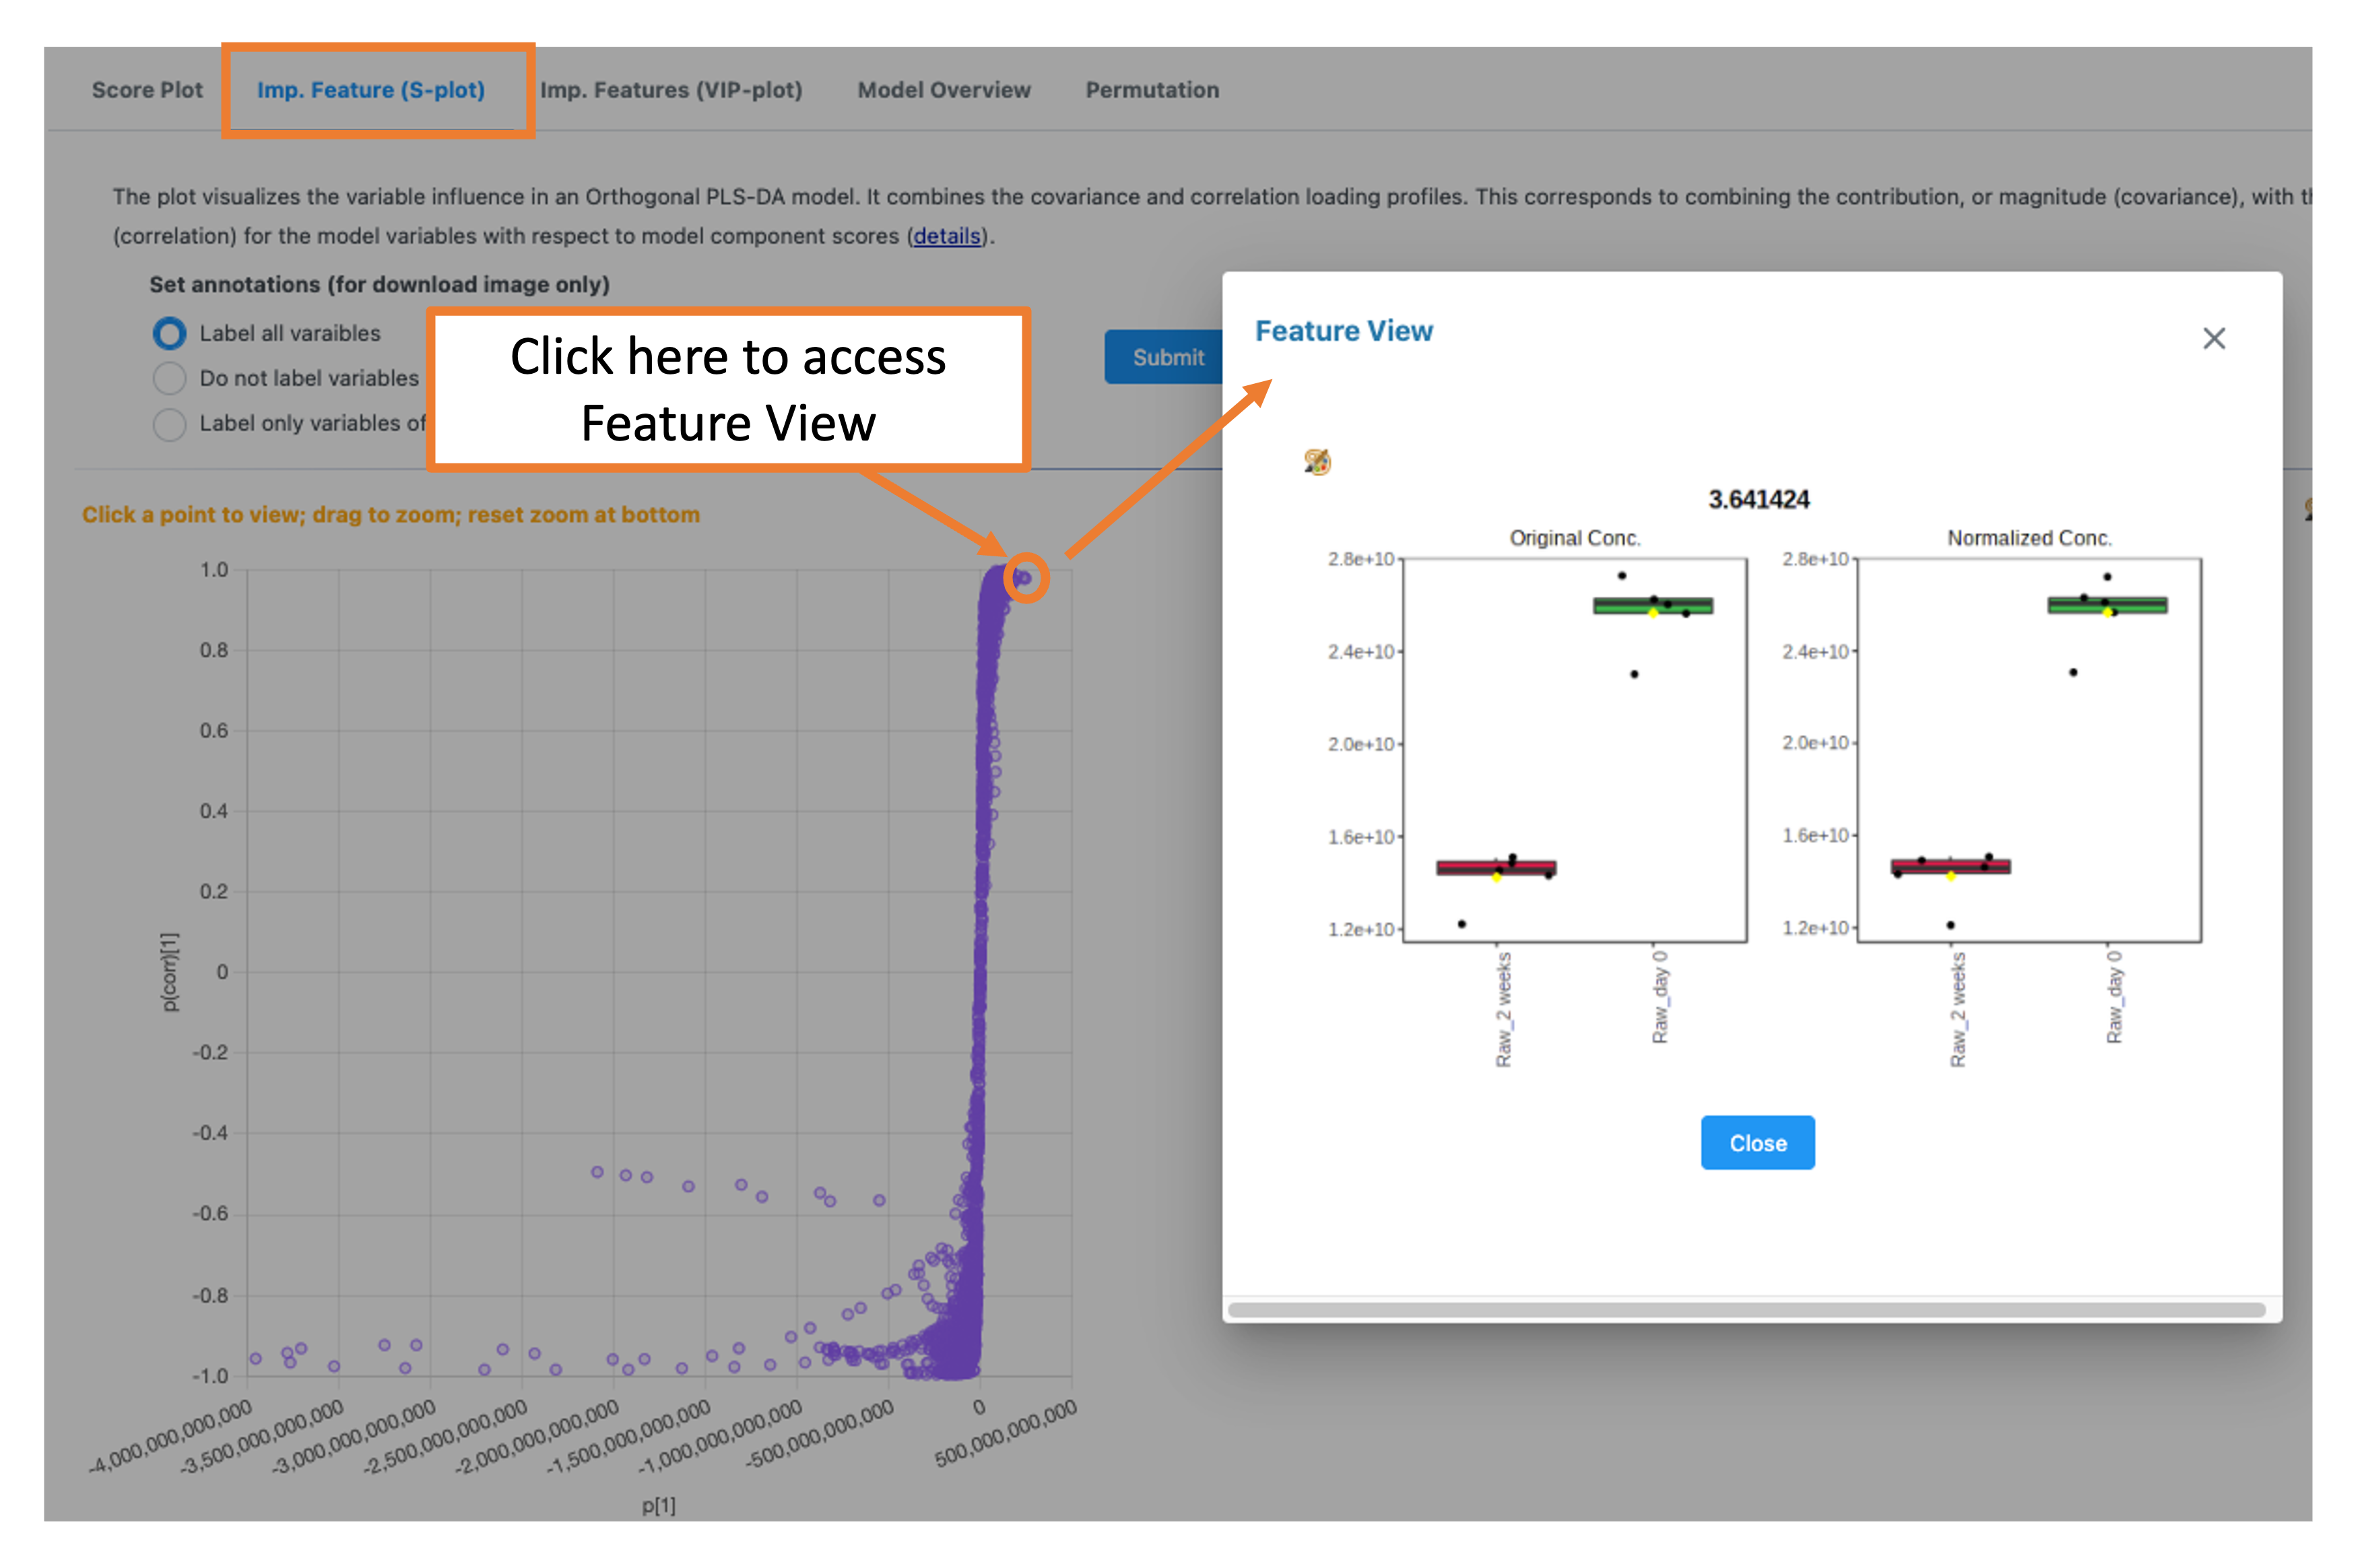 Score Plot
Imp. Feature (S-plot)
Imp. Features (VIP-plot)
Model Overview
Permutation
The plot visualizes the variable influence in an Orthogonal PLS-DA model. It combines the covariance and correlation loading profiles. This corresponds to combining the contribution, or magnitude (covariance), with
(correlation) for the model variables with respect to model component scores (details).
Set annotations (for download image only)
Label all varaibles
Do not label variables
Label only variables of
Click here to access
Feature View
Submit
Click a point to view; drag to zoom; reset zoom at bottom
1.0
0.8
0.6
0.4
0.2
0
-0.2
-0.4
-0.6
-0.8
-1.0
p(corr)[1]
-4,000,000,000,000
-3,500,000,000,000
-3,000,000,000,000
-2,500,000,000,000
-2,000,000,000,000
-1,500,000,000,000
-1,000,000,000,000
-500,000,000,000
0
500,000,000,000
p[1]
Feature View
3.641424
Original Conc.
2.8e+10
2.4e+10
2.0e+10
1.6e+10
1.2e+10
Raw_2 weeks
Raw_day 0
Normalized Conc.
2.8e+10
2.4e+10
2.0e+10
1.6e+10
1.2e+10
Raw_2 weeks
Raw_day 0
Close